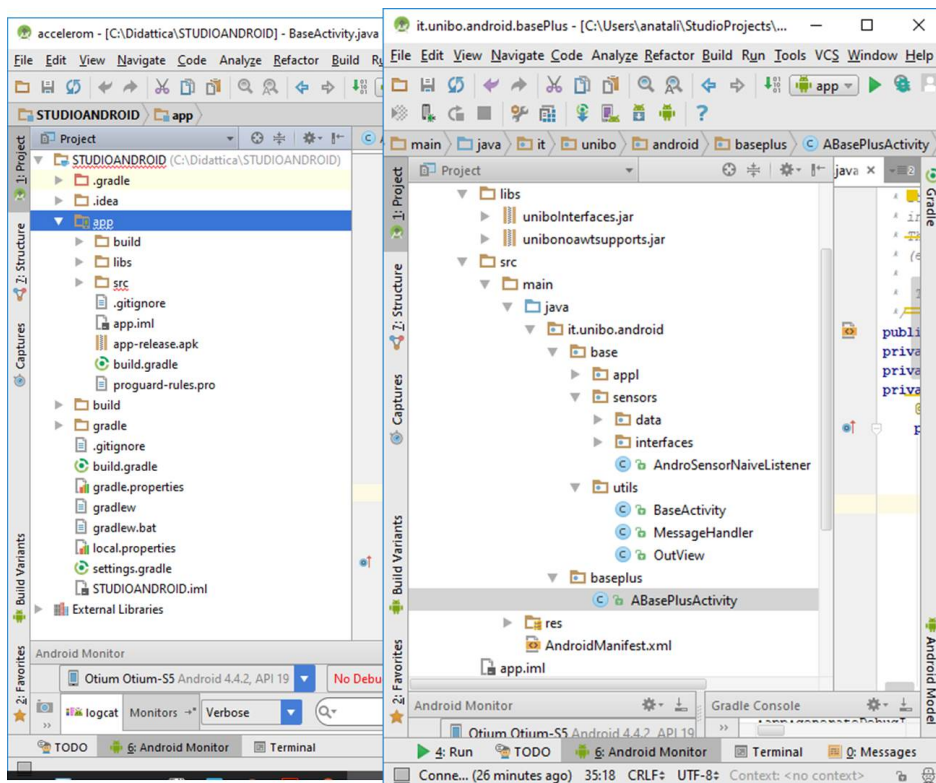 accelerom - [C:\Didattica\STUDIOANDROID] - BaseActivity.java
File Edit View Navigate Code Analyze Refactor Build
STUDIOANDROID app
Project
STUDIOANDROID (C:\Didattica\STUDIOANDROID)
.gradle
.idea
app
build
libs
src
.gitignore
app.iml
app-release.apk
build.gradle
proguard-rules.pro
build
gradle
.gitignore
build.gradle
gradle.properties
gradlew
gradlew.bat
local.properties
settings.gradle
STUDIOANDROID.iml
External Libraries
1: Project
7: Structure
Captures
Build Variants
2: Favorites
Android Monitor
Otium Otium-S5 Android 4.4.2, API 19 No Debu
logcat Monitors Verbose
TODO 6: Android Monitor Terminal
it.unibo.android.basePlus - [C:\Users\anatali\StudioProjects\...
File Edit View Navigate Code Analyze Refactor Build Run Tools VCS Window Help
app
main java it unibo android baseplus ABasePlusActivity
Project
java
libs
uniboInterfaces.jar
unibonoawtsupports.jar
src
main
java
it.unibo.android
base
appl
sensors
data
interfaces
AndroSensorNaiveListener
utils
BaseActivity
MessageHandler
OutView
baseplus
ABasePlusActivity
res
AndroidManifest.xml
app.iml
publi
priva
priva
priva
1: Project
7: Structure
Captures
Build Variants
2: Favorites
Gradle
Android Model
Android Monitor
Gradle Console
Otium Otium-S5 Android 4.4.2, API 19
4: Run TODO 6: Android Monitor Terminal 0: Messages
Conne... (26 minutes ago) 35:18 CRLF UTF-8 Context: <no context>